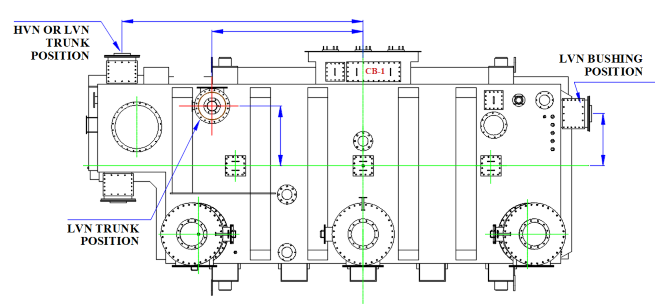 HVN OR LVN
TRUNK
POSITION
CB-1
LVN BUSHING
POSITION
LVN TRUNK
POSITION